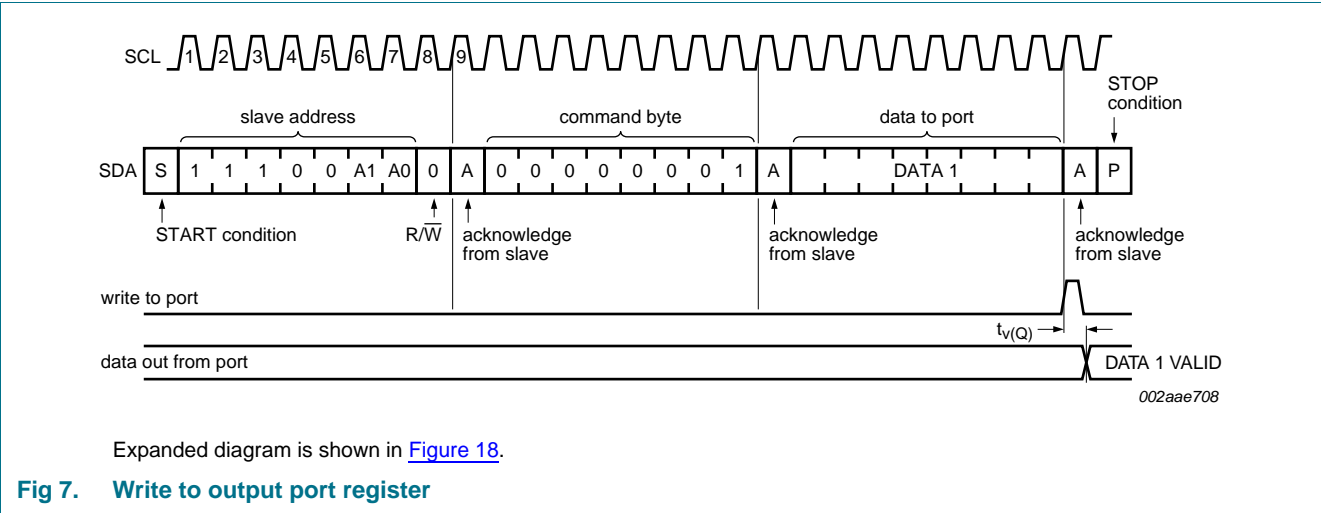 SCL 1 2 3 4 5 6 7 8 9
STOP
condition
slave address command byte data to port
SDA S 1 1 1 0 0 A1 A0 0 A 0 0 0 0 0 0 0 1 A DATA 1 A P
START condition R/W̅ acknowledge acknowledge acknowledge
from slave from slave from slave
write to port
tv(Q)
data out from port DATA 1 VALID
002aae708
Expanded diagram is shown in Figure 18.
Fig 7. Write to output port register